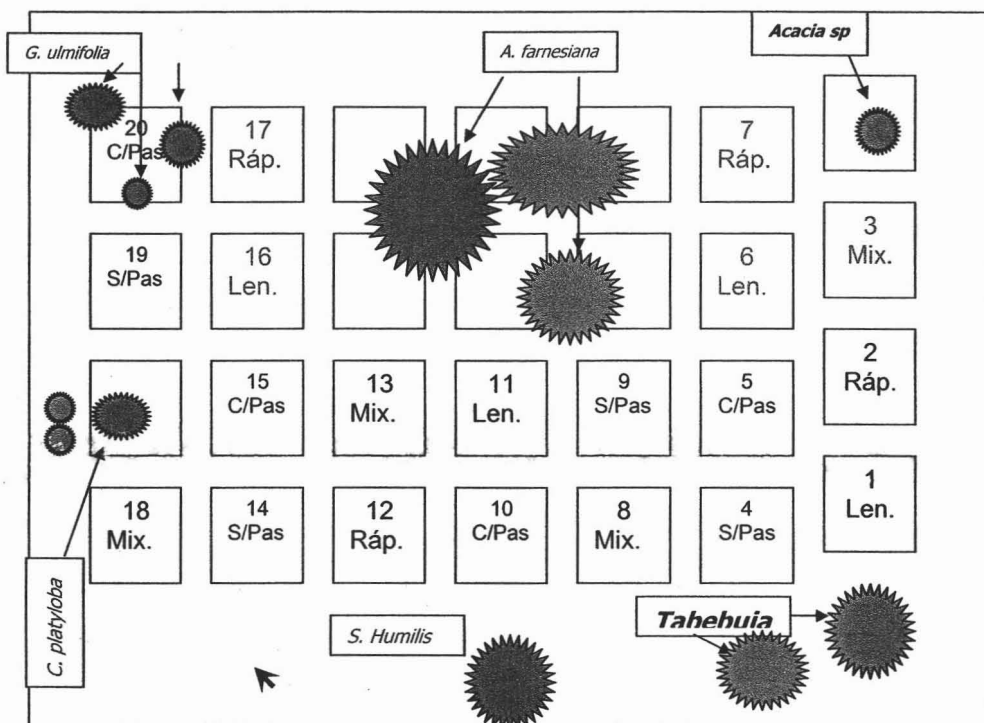 G. ulmifolia
A. farnesiana
Acacia sp
20
C/Pas
17
Ráp.
7
Ráp.
19
S/Pas
16
Len.
6
Len.
3
Mix.
15
C/Pas
13
Mix.
11
Len.
9
S/Pas
5
C/Pas
2
Ráp.
18
Mix.
14
S/Pas
12
Ráp.
10
C/Pas
8
Mix.
4
S/Pas
1
Len.
C. platyloba
S. Humilis
Tabebuia